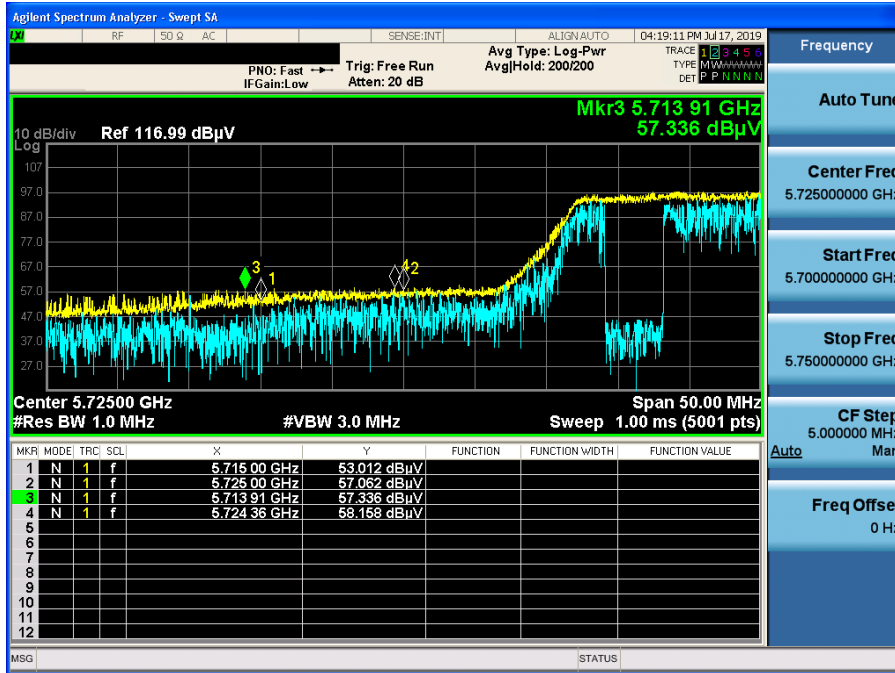 Agilent Spectrum Analyzer - Swept SA
LXI RF 50 Ω AC SENSE:INT ALIGN AUTO 04:19:11 PM Jul 17, 2019
PNO: Fast Trig: Free Run Avg Type: Log-Pwr TRACE 1 2 3 4 5 6
IFGain:Low Atten: 20 dB Avg|Hold: 200/200 TYPE MWWWWW
DET P P N N N N
Mkr3 5.713 91 GHz
57.336 dBµV
10 dB/div Ref 116.99 dBµV
Log
107
97.0
87.0
77.0
67.0
57.0
47.0
37.0
27.0
3
1
4 2
Center 5.72500 GHz Span 50.00 MHz
#Res BW 1.0 MHz #VBW 3.0 MHz Sweep 1.00 ms (5001 pts)
MKR MODE TRC SCL X Y FUNCTION FUNCTION WIDTH FUNCTION VALUE
1 N 1 f 5.715 00 GHz 53.012 dBµV
2 N 1 f 5.725 00 GHz 57.062 dBµV
3 N 1 f 5.713 91 GHz 57.336 dBµV
4 N 1 f 5.724 36 GHz 58.158 dBµV
5
6
7
8
9
10
11
12
MSG STATUS
Frequency
Auto Tun
Center Fre
5.725000000 GH
Start Fre
5.700000000 GH
Stop Fre
5.750000000 GH
CF Step
5.000000 MH
Auto Man
Freq Offse
0 H